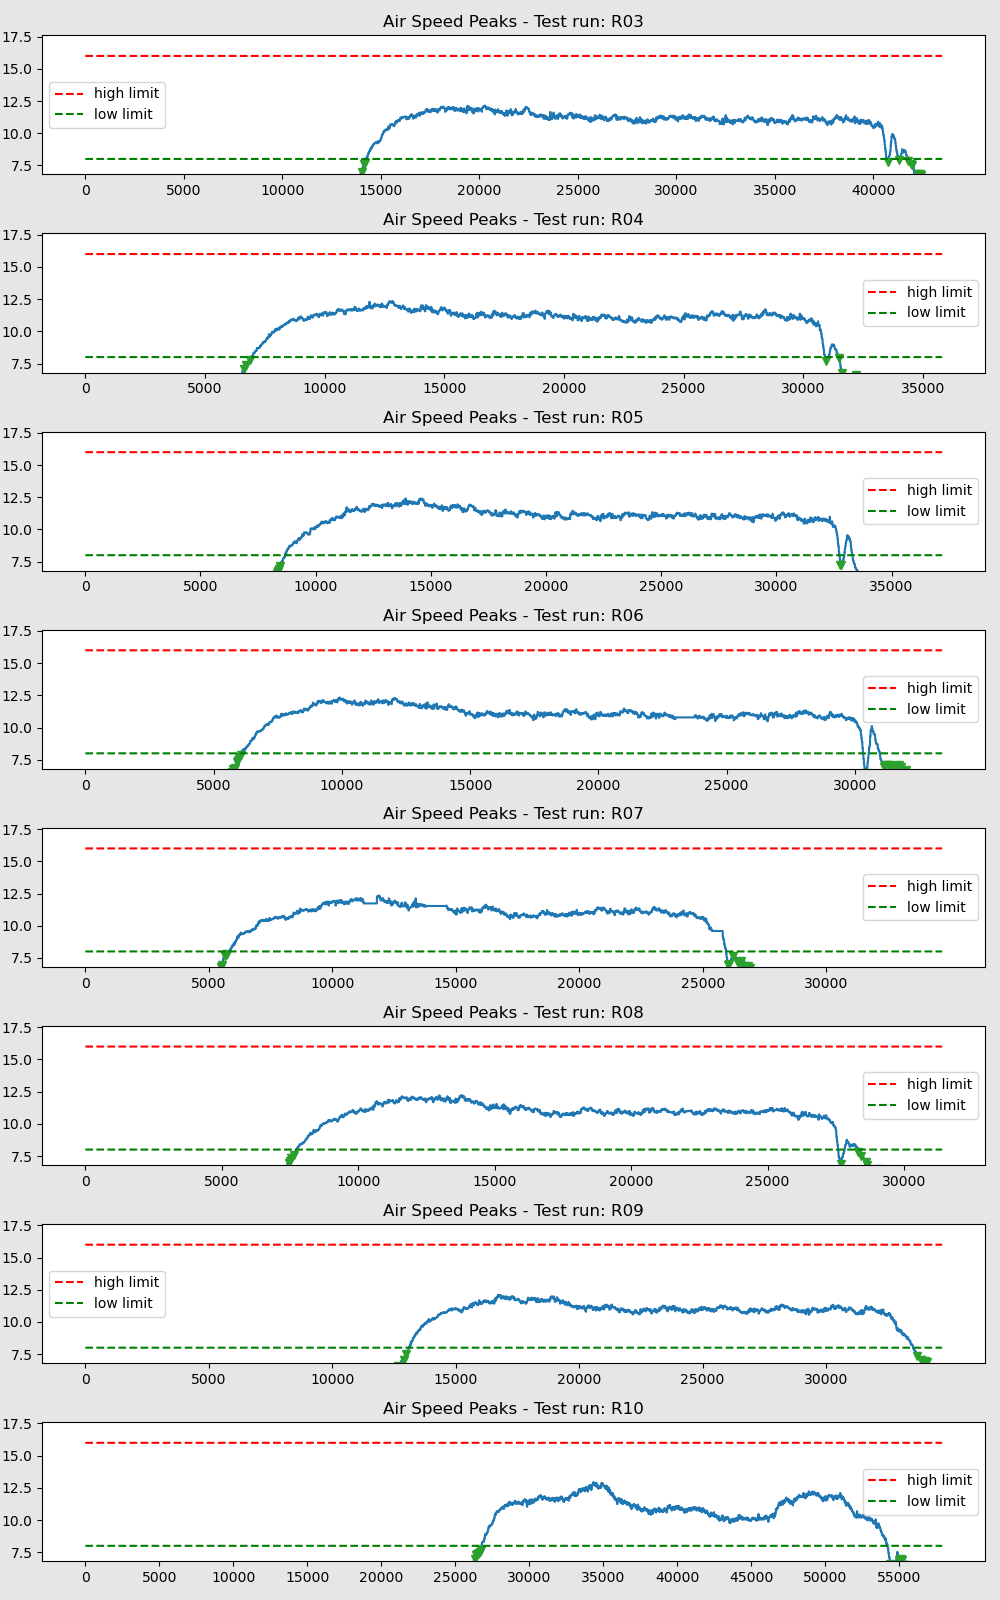 Air Speed Peaks - Test run: R03
17.5
15.0
12.5
10.0
7.5
high limit
low limit
0 5000 10000 15000 20000 25000 30000 35000 40000
Air Speed Peaks - Test run: R04
17.5
15.0
12.5
10.0
7.5
high limit
low limit
0 5000 10000 15000 20000 25000 30000 35000
Air Speed Peaks - Test run: R05
17.5
15.0
12.5
10.0
7.5
high limit
low limit
0 5000 10000 15000 20000 25000 30000 35000
Air Speed Peaks - Test run: R06
17.5
15.0
12.5
10.0
7.5
high limit
low limit
0 5000 10000 15000 20000 25000 30000
Air Speed Peaks - Test run: R07
17.5
15.0
12.5
10.0
7.5
high limit
low limit
0 5000 10000 15000 20000 25000 30000
Air Speed Peaks - Test run: R08
17.5
15.0
12.5
10.0
7.5
high limit
low limit
0 5000 10000 15000 20000 25000 30000
Air Speed Peaks - Test run: R09
17.5
15.0
12.5
10.0
7.5
high limit
low limit
0 5000 10000 15000 20000 25000 30000
Air Speed Peaks - Test run: R10
17.5
15.0
12.5
10.0
7.5
high limit
low limit
0 5000 10000 15000 20000 25000 30000 35000 40000 45000 50000 55000